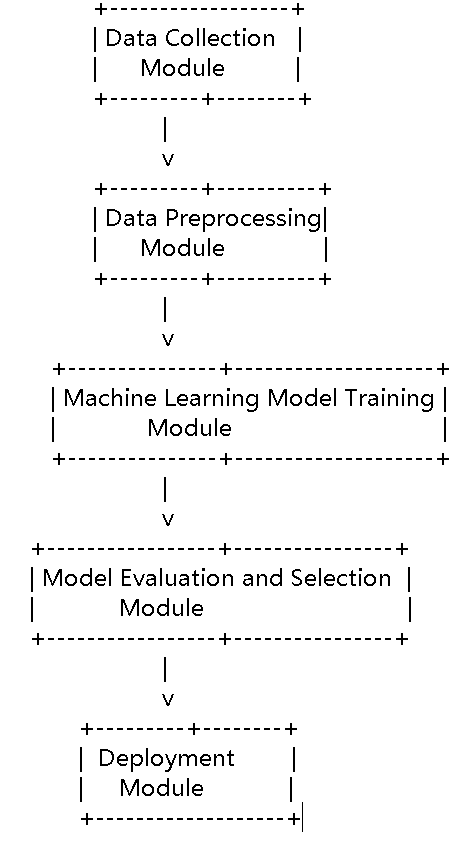 +-----------------+
| Data Collection   |
|      Module          |
+---------+--------+
|
v
+---------+----------+
| Data Preprocessing|
|      Module              |
+---------+----------+
|
v
+--------------+-------------------+
| Machine Learning Model Training |
|             Module                              |
+--------------+-------------------+
|
v
+----------------+---------------+
| Model Evaluation and Selection  |
|            Module                             |
+----------------+---------------+
|
v
+---------+--------+
|  Deployment        |
|     Module            |
+------------------+